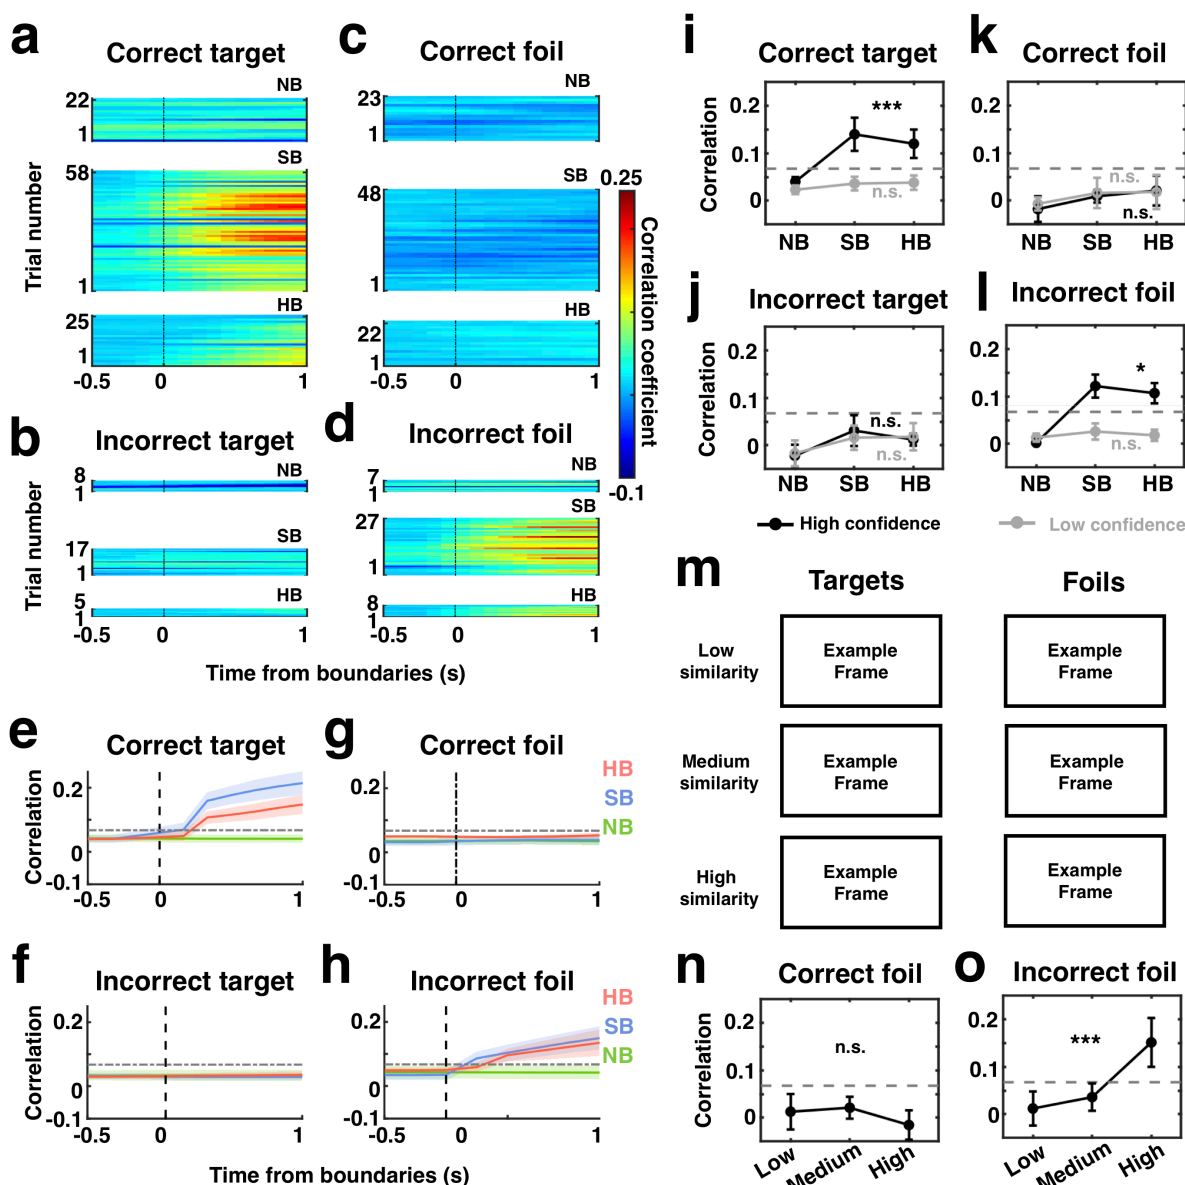 a
Correct target
NB
22
1
SB
58
Trial number
1
HB
25
1
-0.5 0 1
c
Correct foil
NB
23
1
SB
48
1
HB
22
1
-0.5 0 1
0.25
Correlation coefficient
-0.1
b
Incorrect target
NB
8
1
SB
17
Trial number
1
HB
5
1
-0.5 0 1
d
Incorrect foil
NB
7
1
SB
27
1
HB
8
1
-0.5 0 1
Time from boundaries (s)
e
Correct target
0.2
Correlation
0
-0.1
-0.5 0 1
g
Correct foil
HB
SB
NB
0.2
0
-0.1
-0.5 0 1
f
Incorrect target
0.2
Correlation
0
-0.1
-0.5 0 1
h
Incorrect foil
HB
SB
NB
0.2
0
-0.1
-0.5 0 1
Time from boundaries (s)
i
Correct target
0.2
***
Correlation
0.1
n.s.
0
NB SB HB
k
Correct foil
0.2
0.1
n.s.
0
n.s.
NB SB HB
j
Incorrect target
0.2
Correlation
0.1
n.s.
n.s.
0
NB SB HB
l
Incorrect foil
0.2
*
0.1
n.s.
0
NB SB HB
High confidence
Low confidence
m
Targets
Foils
Low
similarity
Example
Frame
Example
Frame
Medium
similarity
Example
Frame
Example
Frame
High
similarity
Example
Frame
Example
Frame
n
Correct foil
0.2
n.s.
Correlation
0.1
0
Low Medium High
o
Incorrect foil
0.2
***
0.1
0
Low Medium High